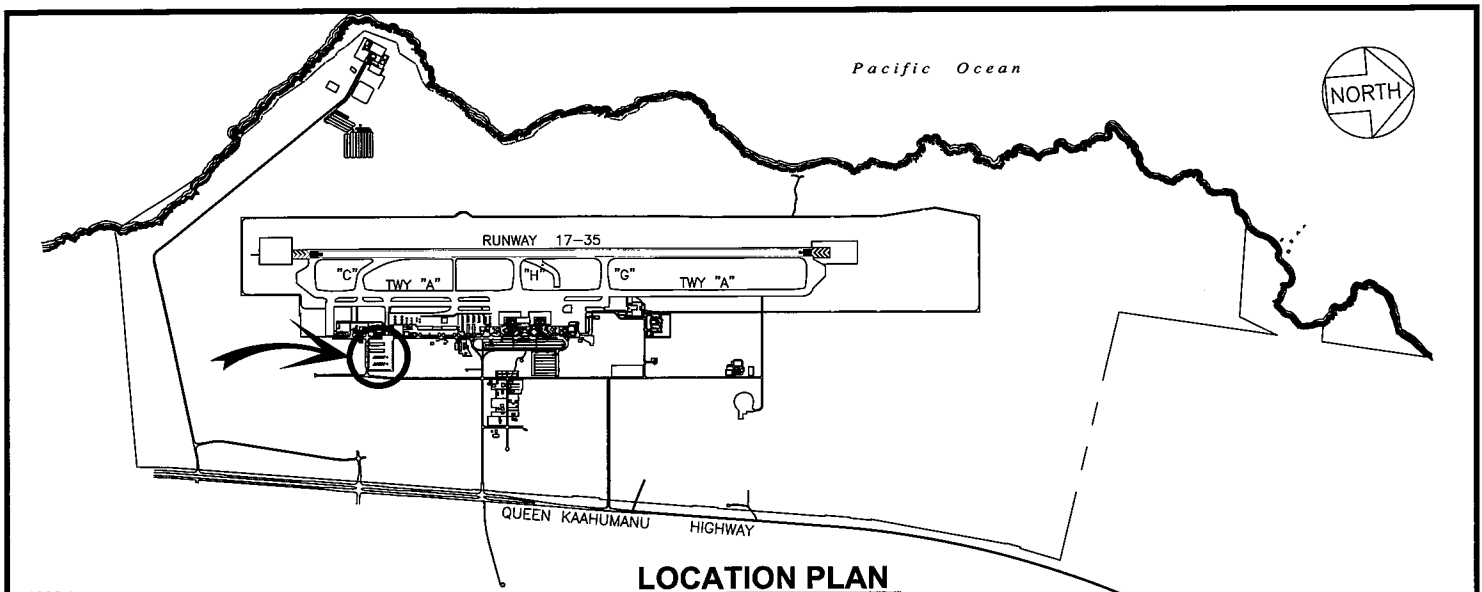 Pacific Ocean
NORTH
RUNWAY 17-35
"C"
TWY "A"
"H"
"G"
TWY "A"
QUEEN KAAHUMANU HIGHWAY
LOCATION PLAN